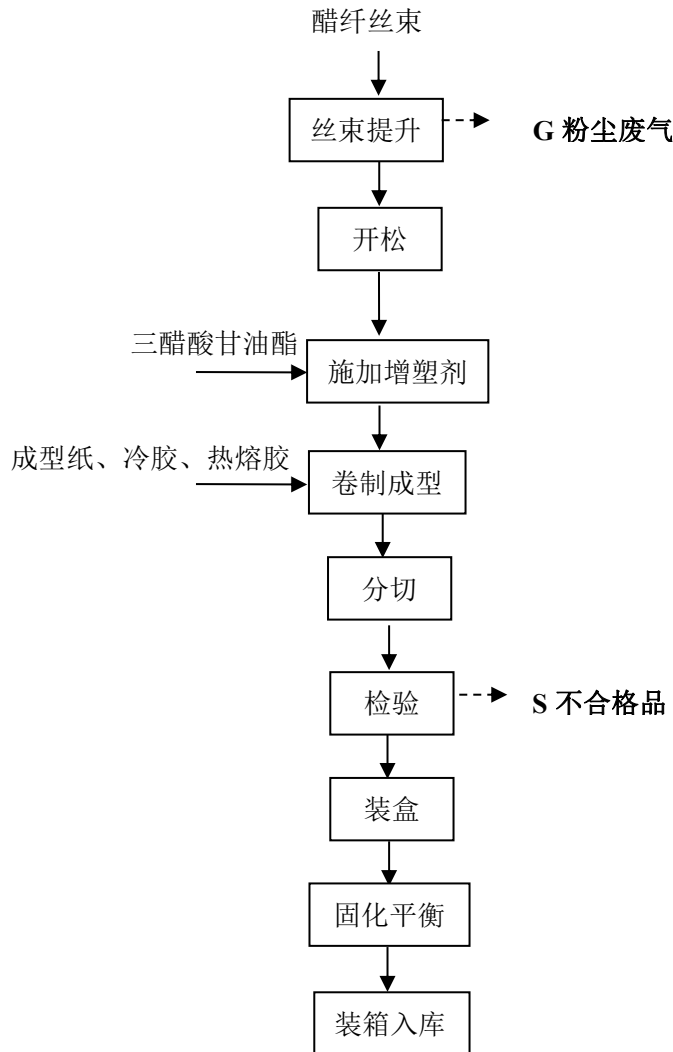 醋纤丝束
丝束提升
G 粉尘废气
开松
三醋酸甘油酯
施加增塑剂
成型纸、冷胶、热熔胶
卷制成型
分切
检验
S 不合格品
装盒
固化平衡
装箱入库